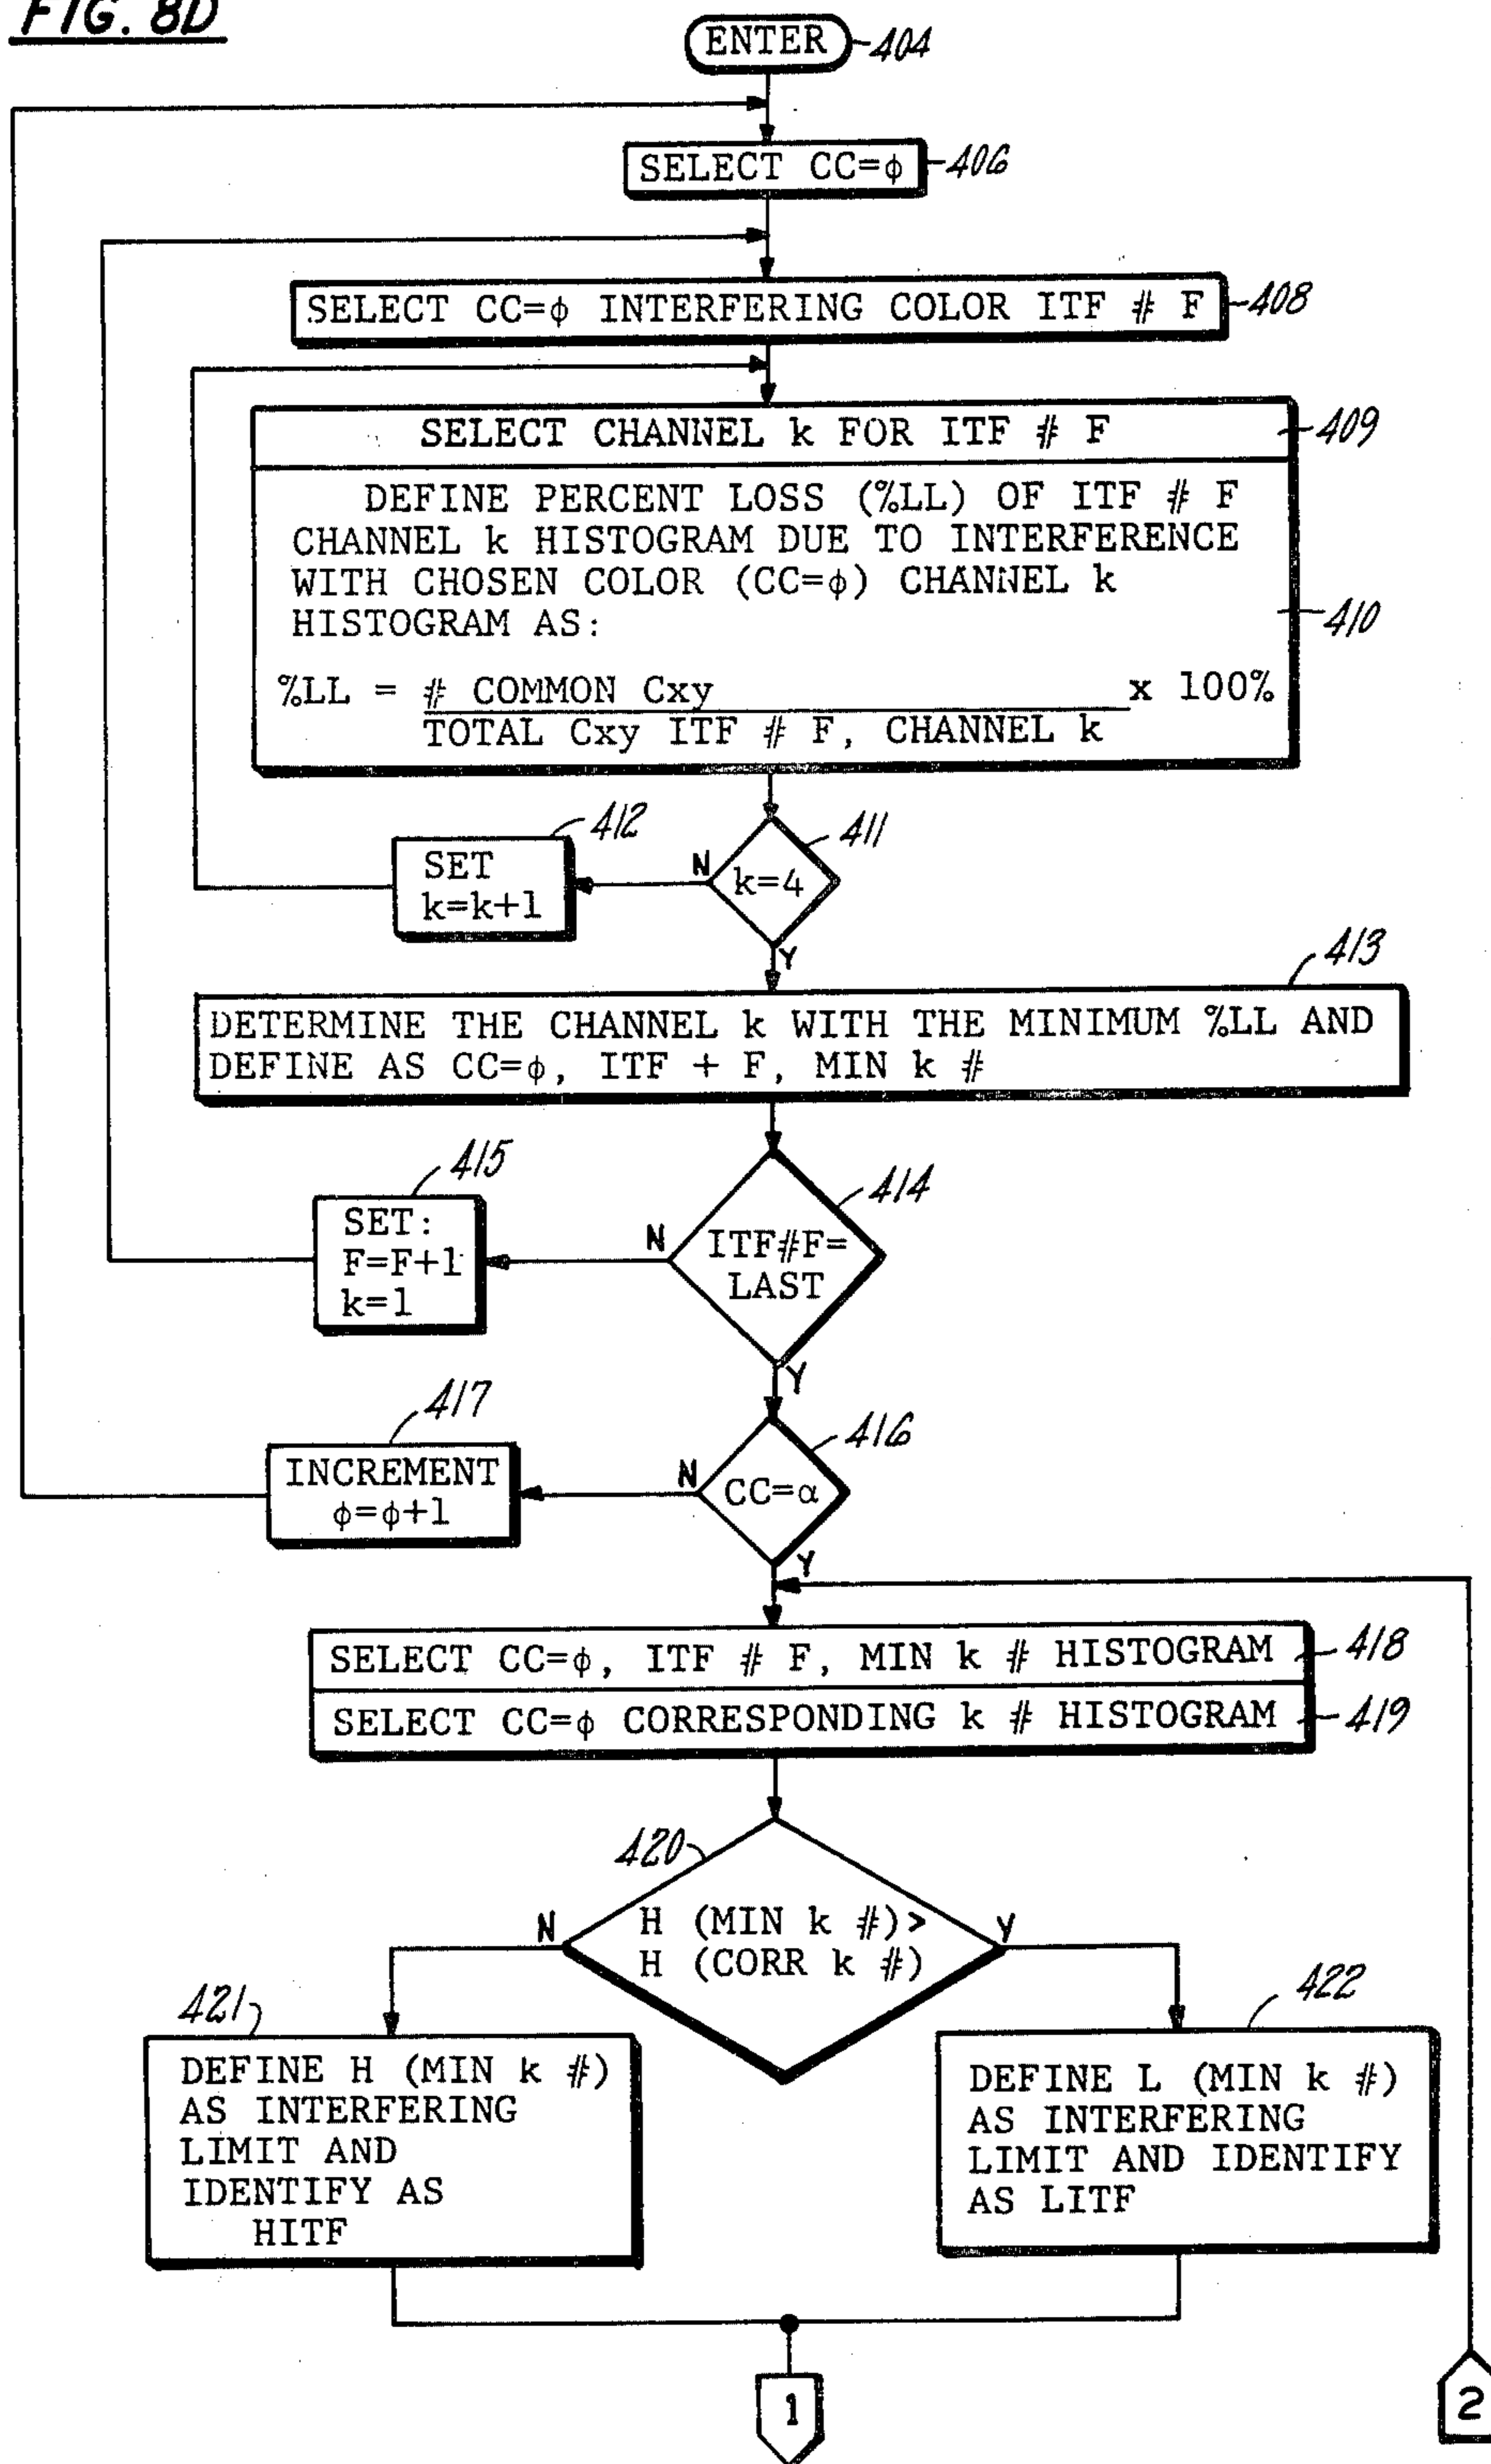 FIG. 8D
ENTER 404
SELECT CC=φ 406
SELECT CC=φ INTERFERING COLOR ITF # F 408
SELECT CHANNEL k FOR ITF # F 409
DEFINE PERCENT LOSS (%LL) OF ITF # F
CHANNEL k HISTOGRAM DUE TO INTERFERENCE
WITH CHOSEN COLOR (CC=φ) CHANNEL k
HISTOGRAM AS: 410
%LL = # COMMON Cxy x 100%
TOTAL Cxy ITF # F, CHANNEL k
412
SET
k=k+1
411
N
k=4
Y
413
DETERMINE THE CHANNEL k WITH THE MINIMUM %LL AND
DEFINE AS CC=φ, ITF + F, MIN k #
415
SET:
F=F+1
k=1
414
N
ITF#F=
LAST
Y
417
INCREMENT
φ=φ+1
416
N
CC=α
Y
SELECT CC=φ, ITF # F, MIN k # HISTOGRAM 418
SELECT CC=φ CORRESPONDING k # HISTOGRAM 419
420
N
H (MIN k #)>
H (CORR k #)
Y
421
DEFINE H (MIN k #)
AS INTERFERING
LIMIT AND
IDENTIFY AS
HITF
422
DEFINE L (MIN k #)
AS INTERFERING
LIMIT AND IDENTIFY
AS LITF
1
2